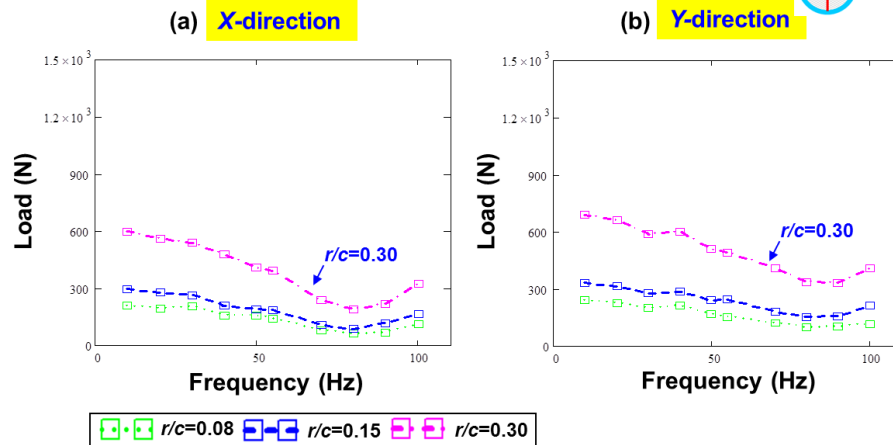 (a) X-direction
(b) Y-direction
1.5×10³
1.2×10³
900
600
300
0
Load (N)
r/c=0.30
0 50 100
Frequency (Hz)
1.5×10³
1.2×10³
900
600
300
0
Load (N)
r/c=0.30
0 50 100
Frequency (Hz)
r/c=0.08 r/c=0.15 r/c=0.30